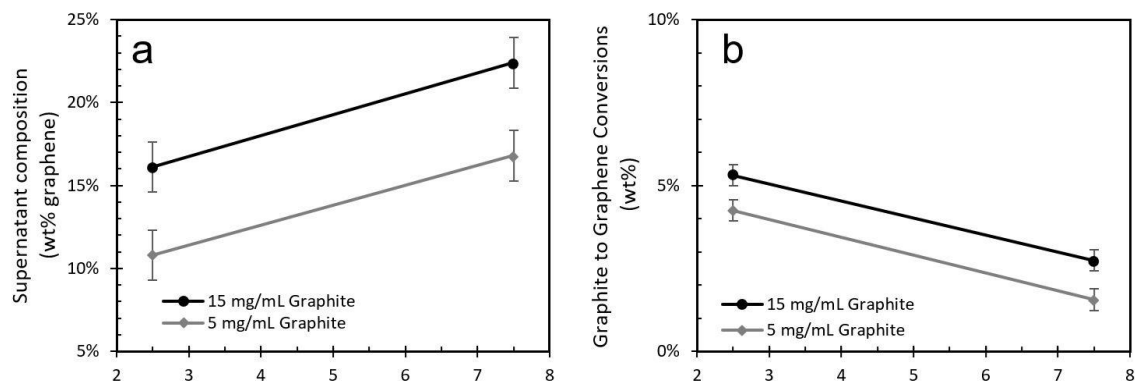 a
Supernatant composition
(wt% graphene)
25%
20%
15%
10%
5%
15 mg/mL Graphite
5 mg/mL Graphite
2 3 4 5 6 7 8
b
Graphite to Graphene Conversions
(wt%)
10%
5%
0%
15 mg/mL Graphite
5 mg/mL Graphite
2 3 4 5 6 7 8